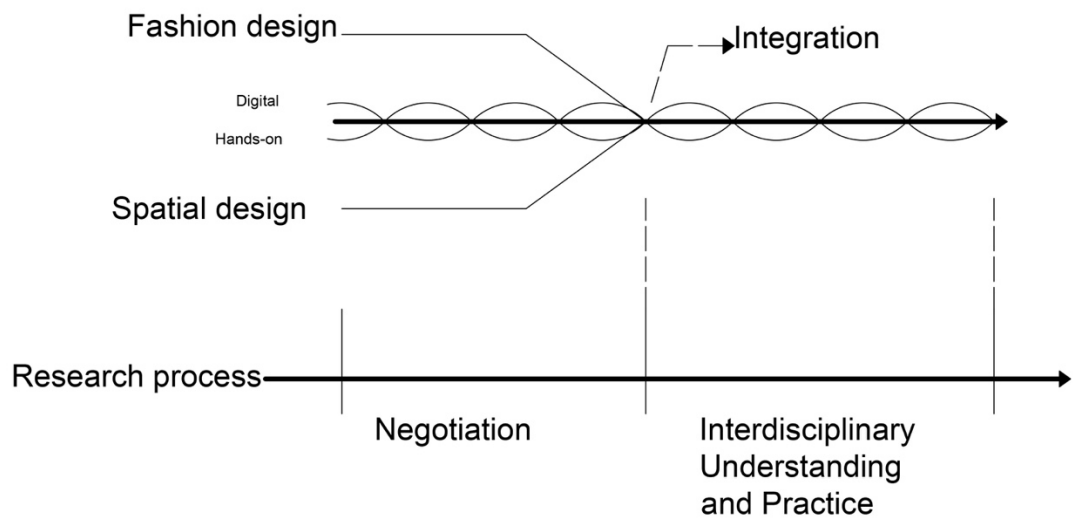 Fashion design
Integration
Digital
Hands-on
Spatial design
Research process
Negotiation
Interdisciplinary
Understanding
and Practice